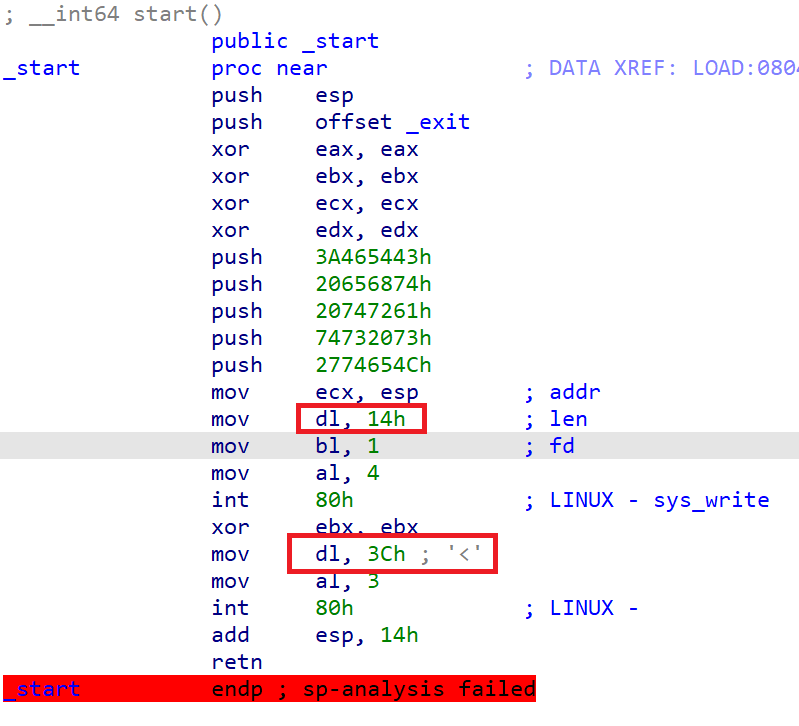 ; __int64 start()
public _start
_start proc near ; DATA XREF: LOAD:0804
push esp
push offset _exit
xor eax, eax
xor ebx, ebx
xor ecx, ecx
xor edx, edx
push 3A465443h
push 20656874h
push 20747261h
push 74732073h
push 2774654Ch
mov ecx, esp ; addr
mov dl, 14h ; len
mov bl, 1 ; fd
mov al, 4
int 80h ; LINUX - sys_write
xor ebx, ebx
mov dl, 3Ch ; '<'
mov al, 3
int 80h ; LINUX -
add esp, 14h
retn
_start endp ; sp-analysis failed